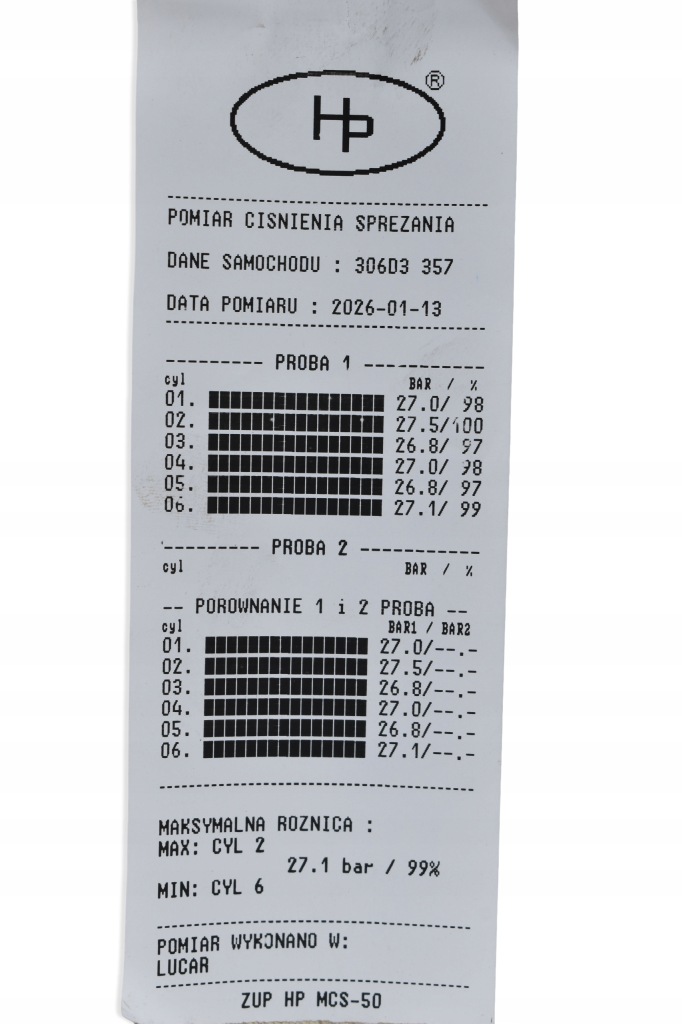 HP ®
POMIAR CISNIENIA SPREZANIA
DANE SAMOCHODU : 306D3 357
DATA POMIARU : 2026-01-13
--------- PROBA 1 -----------
cyl BAR / %
01. 27.0/ 98
02. 27.5/100
03. 26.8/ 97
04. 27.0/ 98
05. 26.8/ 97
06. 27.1/ 99
--------- PROBA 2 -----------
cyl BAR / %
-- POROWNANIE 1 i 2 PROBA --
cyl BAR1 / BAR2
01. 27.0/--.-
02. 27.5/--.-
03. 26.8/--.-
04. 27.0/--.-
05. 26.8/--.-
06. 27.1/--.-
MAKSYMALNA ROZNICA :
MAX: CYL 2
27.1 bar / 99%
MIN: CYL 6
POMIAR WYKONANO W:
LUCAR
ZUP HP MCS-50